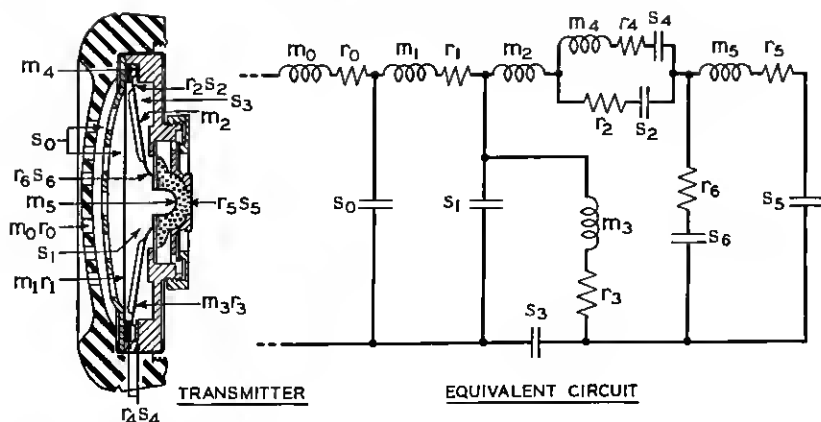 m4
r2s2
s3
m2
s0
r6s6
m5
r5s5
m0r0
s1
m1r1
m3r3
r4s4
TRANSMITTER
m0 r0 m1 r1 m2 m4 r4 s4 m5 r5
r2 s2
s0 s1 m3 r6 s6 s5
r3
s3
EQUIVALENT CIRCUIT